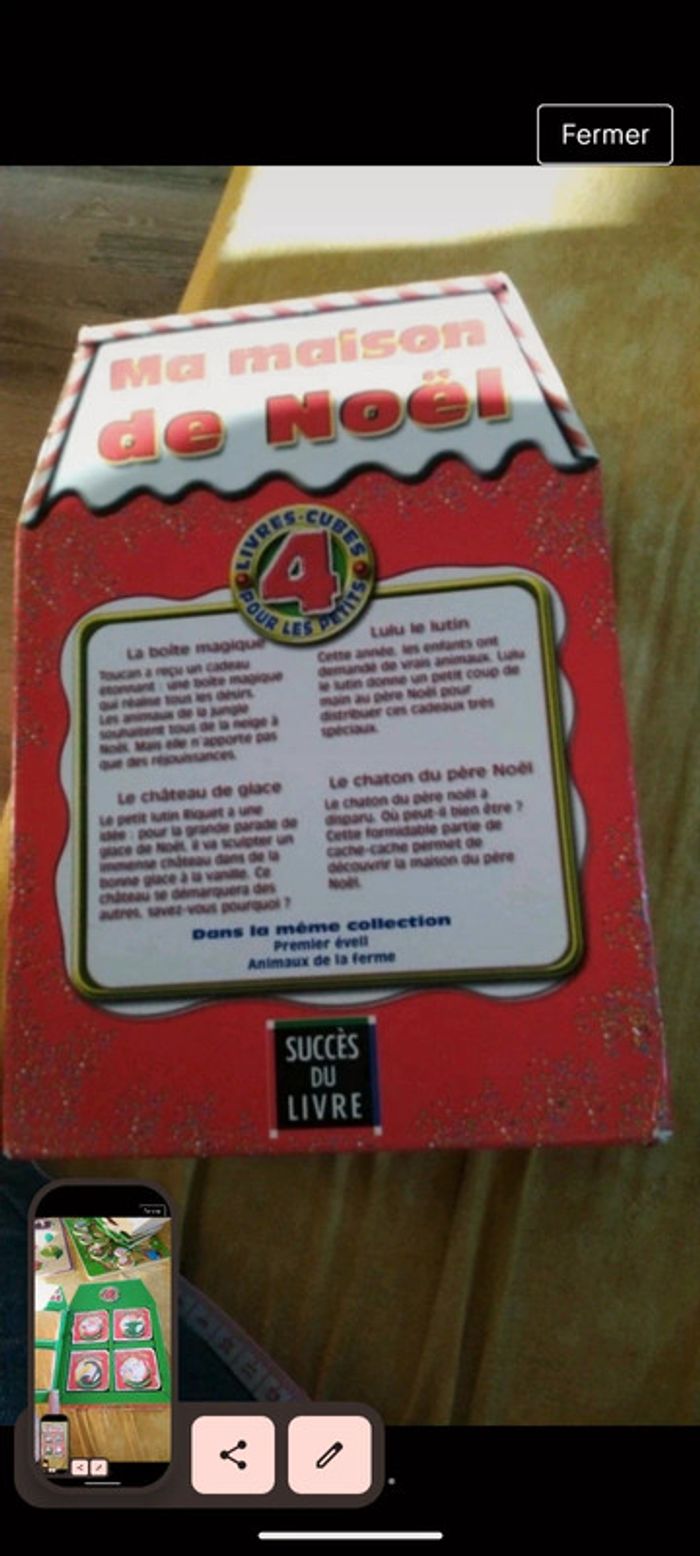 Fermer
Ma maison
de Noël
LIVRES-CUBES
4
POUR LES PETITS
La boîte magique
Toucan a reçu un cadeau
étonnant : une boîte magique
qui réalise tous les désirs.
Les animaux de la jungle
souhaitent tous de la neige à
Noël. Mais elle n'apporte pas
que des réjouissances.
Lulu le lutin
Cette année, les enfants ont
demandé de vrais animaux. Lulu
le lutin donne un petit coup de
main au père Noël pour
distribuer ces cadeaux très
spéciaux.
Le château de glace
Le petit lutin Riquet a une
idée : pour la grande parade de
glace de Noël, il va sculpter un
immense château dans de la
bonne glace à la vanille. Ce
château se démarquera des
autres, savez-vous pourquoi ?
Le chaton du père Noël
Le chaton du père noël a
disparu. Où peut-il bien être ?
Cette formidable partie de
cache-cache permet de
découvrir la maison du père
Noël.
Dans la même collection
Premier éveil
Animaux de la ferme
SUCCÈS
DU
LIVRE